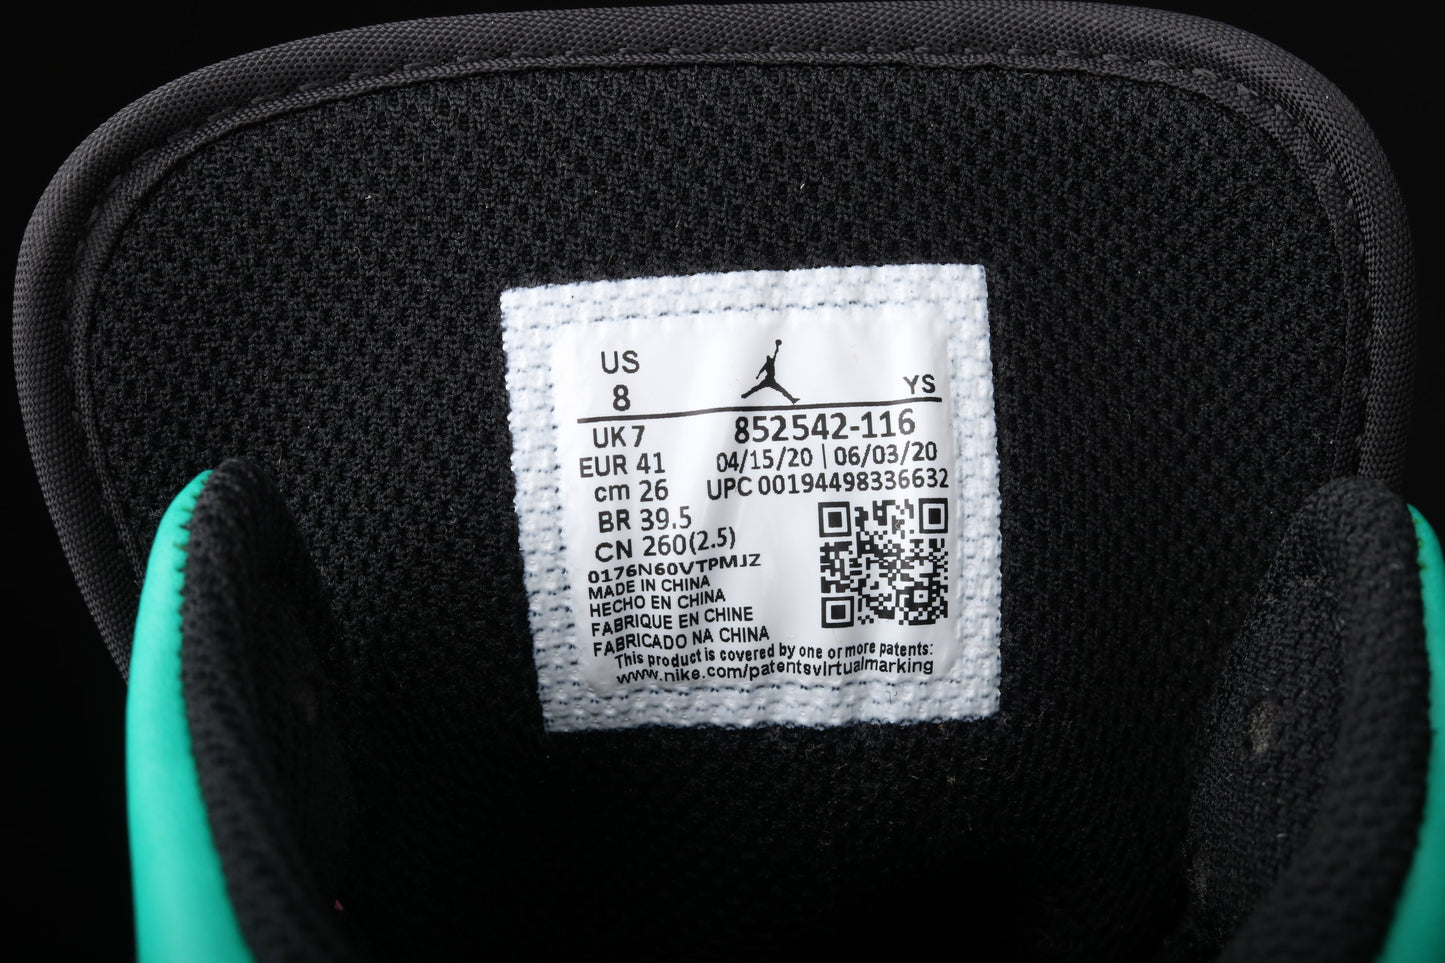 US
8
YS
UK 7
852542-116
EUR 41
04/15/20 | 06/03/20
cm 26
UPC 00194498336632
BR 39.5
CN 260(2.5)
0176N60VTPMJZ
MADE IN CHINA
HECHO EN CHINA
FABRIQUE EN CHINE
FABRICADO NA CHINA
This product is covered by one or more patents:
www.nike.com/patentsvirtualmarking